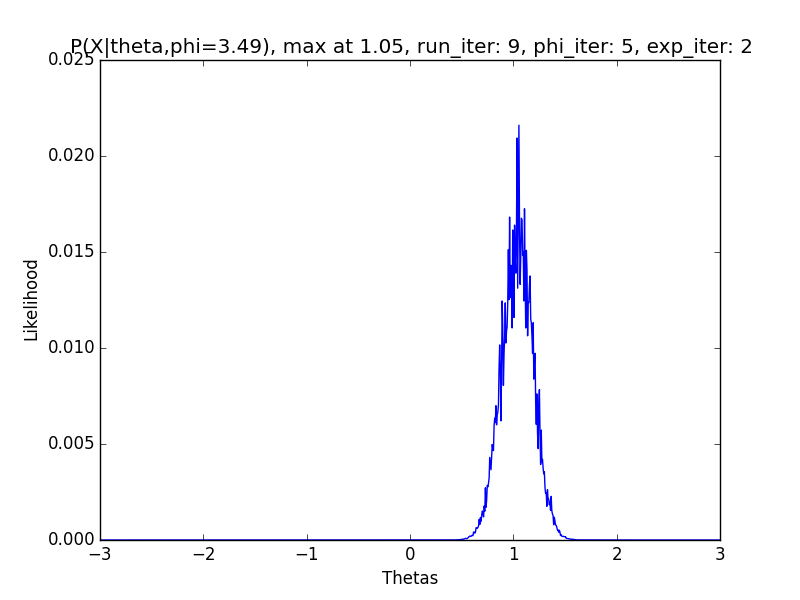 P(X|theta,phi=3.49), max at 1.05, run_iter: 9, phi_iter: 5, exp_iter: 2
0.025
0.020
0.015
0.010
0.005
0.000
Likelihood
−3 −2 −1 0 1 2 3
Thetas